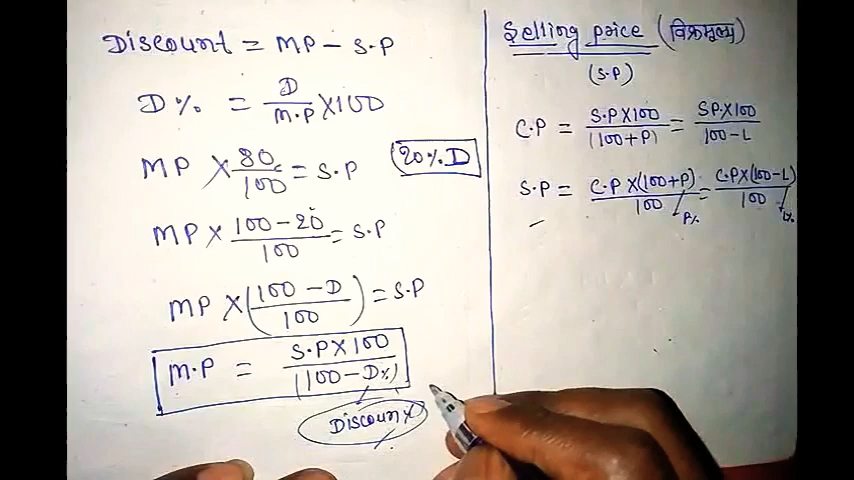 Discount = MP - S.P
D% = D/M.P × 100
MP × 80/100 = S.P (20% D
MP × 100-20/100 = S.P
MP × (100-D/100) = S.P
M.P = S.P×100/(100-D%)
Discount
Selling price (विक्रमूल्य)
(S.P)
C.P = S.P×100/(100+P) = SP×100/100-L
S.P = C.P×(100+P)/100 = C.P×(100-L)/100
P% L%